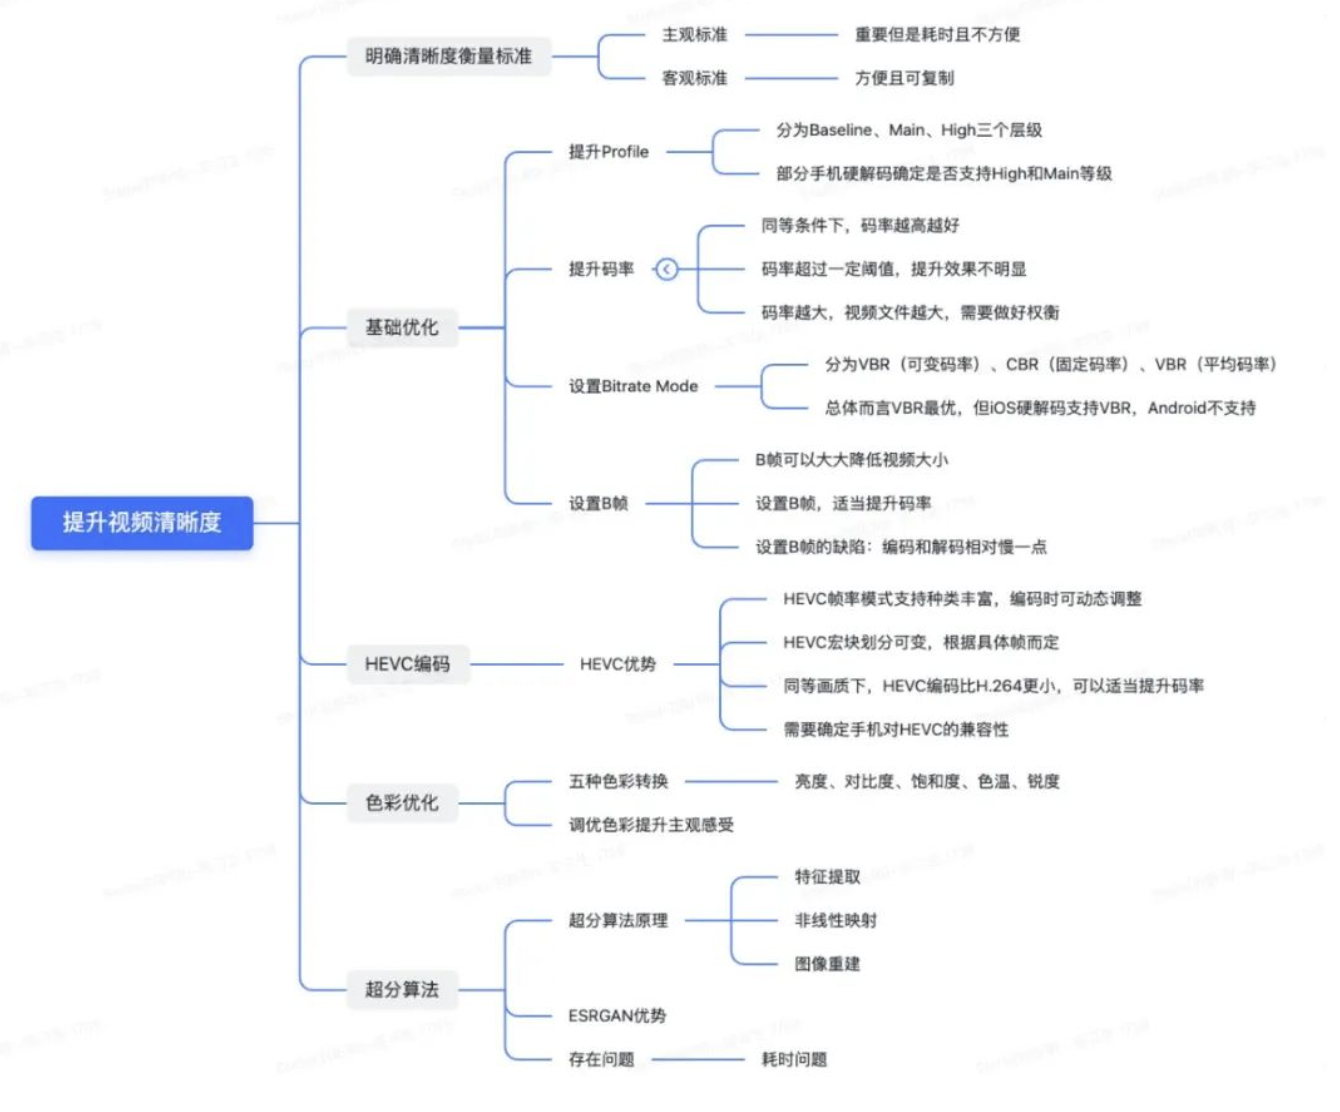 提升视频清晰度
明确清晰度衡量标准
主观标准
重要但是耗时且不方便
客观标准
方便且可复制
基础优化
提升Profile
分为Baseline、Main、High三个层级
部分手机硬解码确定是否支持High和Main等级
提升码率
同等条件下，码率越高越好
码率超过一定阈值，提升效果不明显
码率越大，视频文件越大，需要做好权衡
设置Bitrate Mode
分为VBR（可变码率）、CBR（固定码率）、VBR（平均码率）
总体而言VBR最优，但iOS硬解码支持VBR，Android不支持
设置B帧
B帧可以大大降低视频大小
设置B帧，适当提升码率
设置B帧的缺陷：编码和解码相对慢一点
HEVC编码
HEVC优势
HEVC帧率模式支持种类丰富，编码时可动态调整
HEVC宏块划分可变，根据具体帧而定
同等画质下，HEVC编码比H.264更小，可以适当提升码率
需要确定手机对HEVC的兼容性
色彩优化
五种色彩转换
亮度、对比度、饱和度、色温、锐度
调优色彩提升主观感受
超分算法
超分算法原理
特征提取
非线性映射
图像重建
ESRGAN优势
存在问题
耗时问题